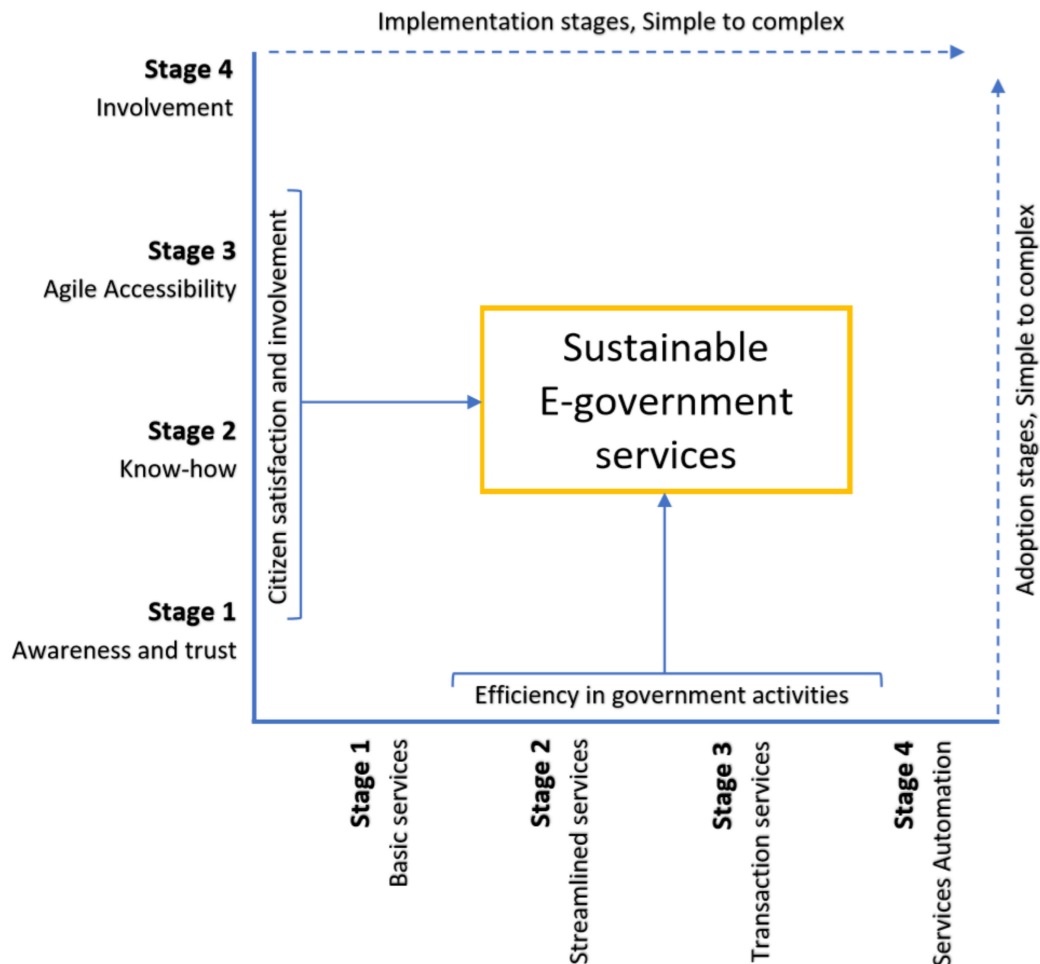 Implementation stages, Simple to complex
Stage 4
Involvement
Stage 3
Agile Accessibility
Stage 2
Know-how
Stage 1
Awareness and trust
Citizen satisfaction and involvement
Sustainable
E-government
services
Adoption stages, Simple to complex
Efficiency in government activities
Stage 1
Basic services
Stage 2
Streamlined services
Stage 3
Transaction services
Stage 4
Services Automation